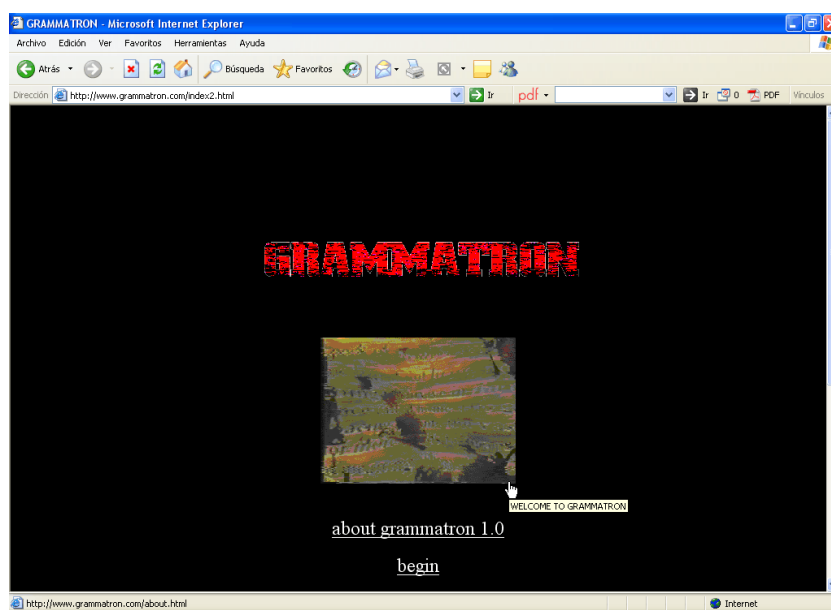 GRAMMATRON - Microsoft Internet Explorer
Archivo Edición Ver Favoritos Herramientas Ayuda
Atrás Búsqueda Favoritos
Dirección http://www.grammatron.com/index2.html Ir pdf Ir 0 PDF Vínculos
GRAMMATRON
WELCOME TO GRAMMATRON
about grammatron 1.0
begin
http://www.grammatron.com/about.html Internet